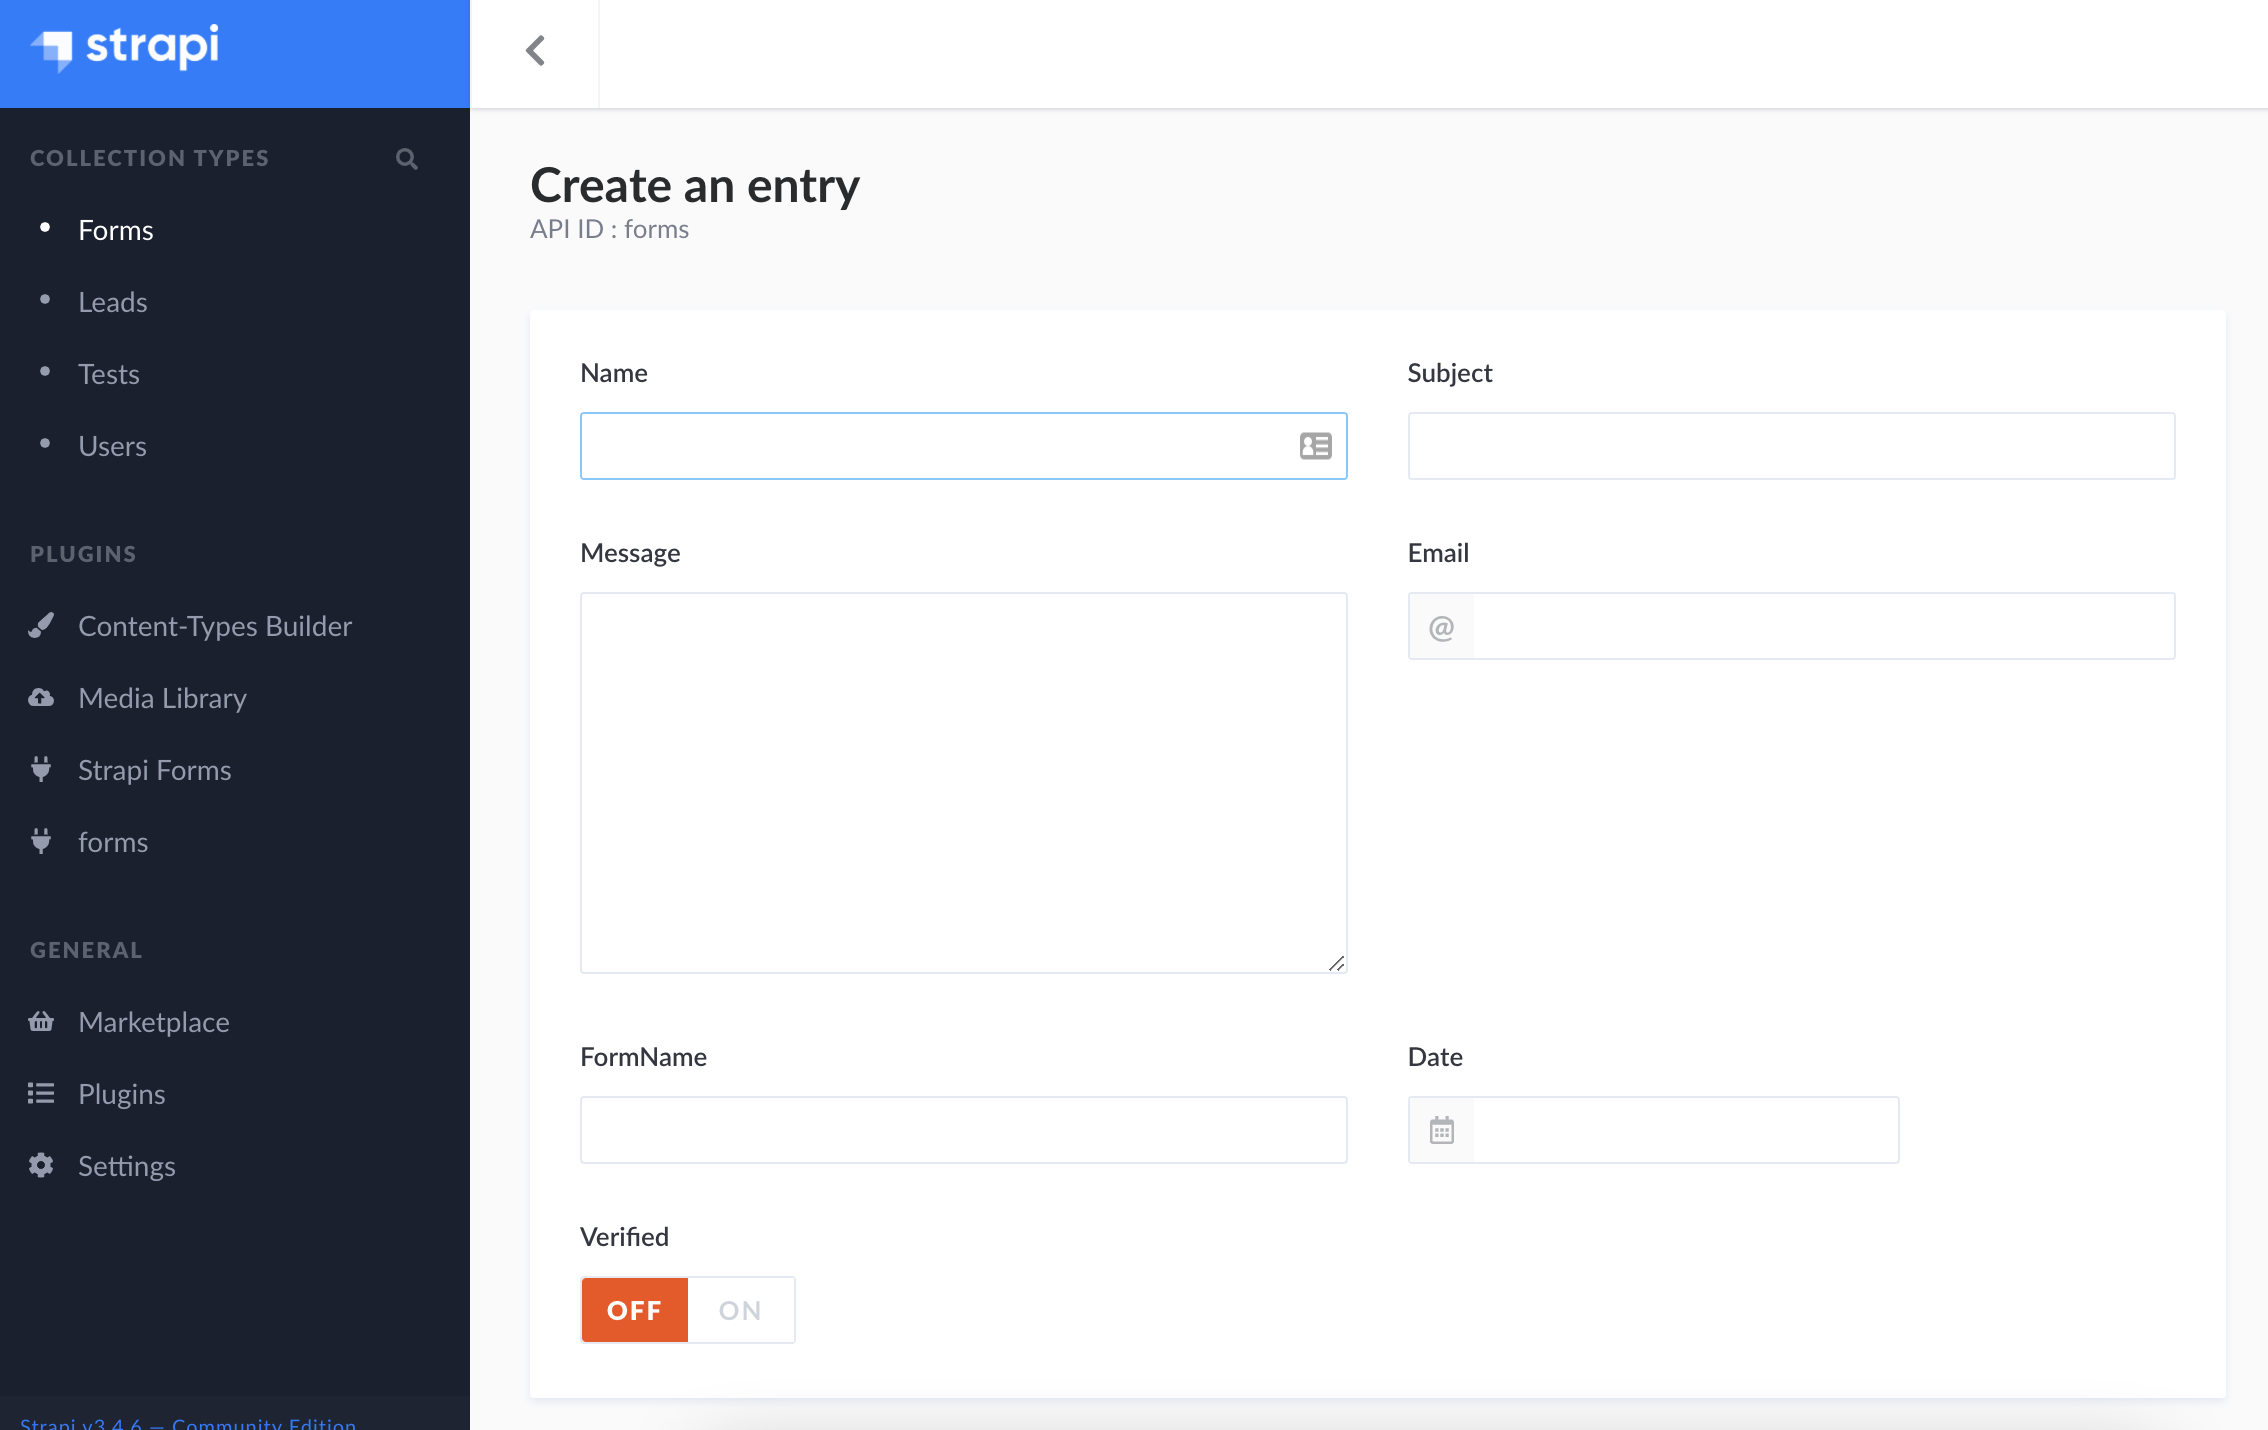 strapi
COLLECTION TYPES
Forms
Leads
Tests
Users
PLUGINS
Content-Types Builder
Media Library
Strapi Forms
forms
GENERAL
Marketplace
Plugins
Settings
Strapi v3.4.6 — Community Edition
Create an entry
API ID : forms
Name
Subject
Message
Email
@
FormName
Date
Verified
OFF ON